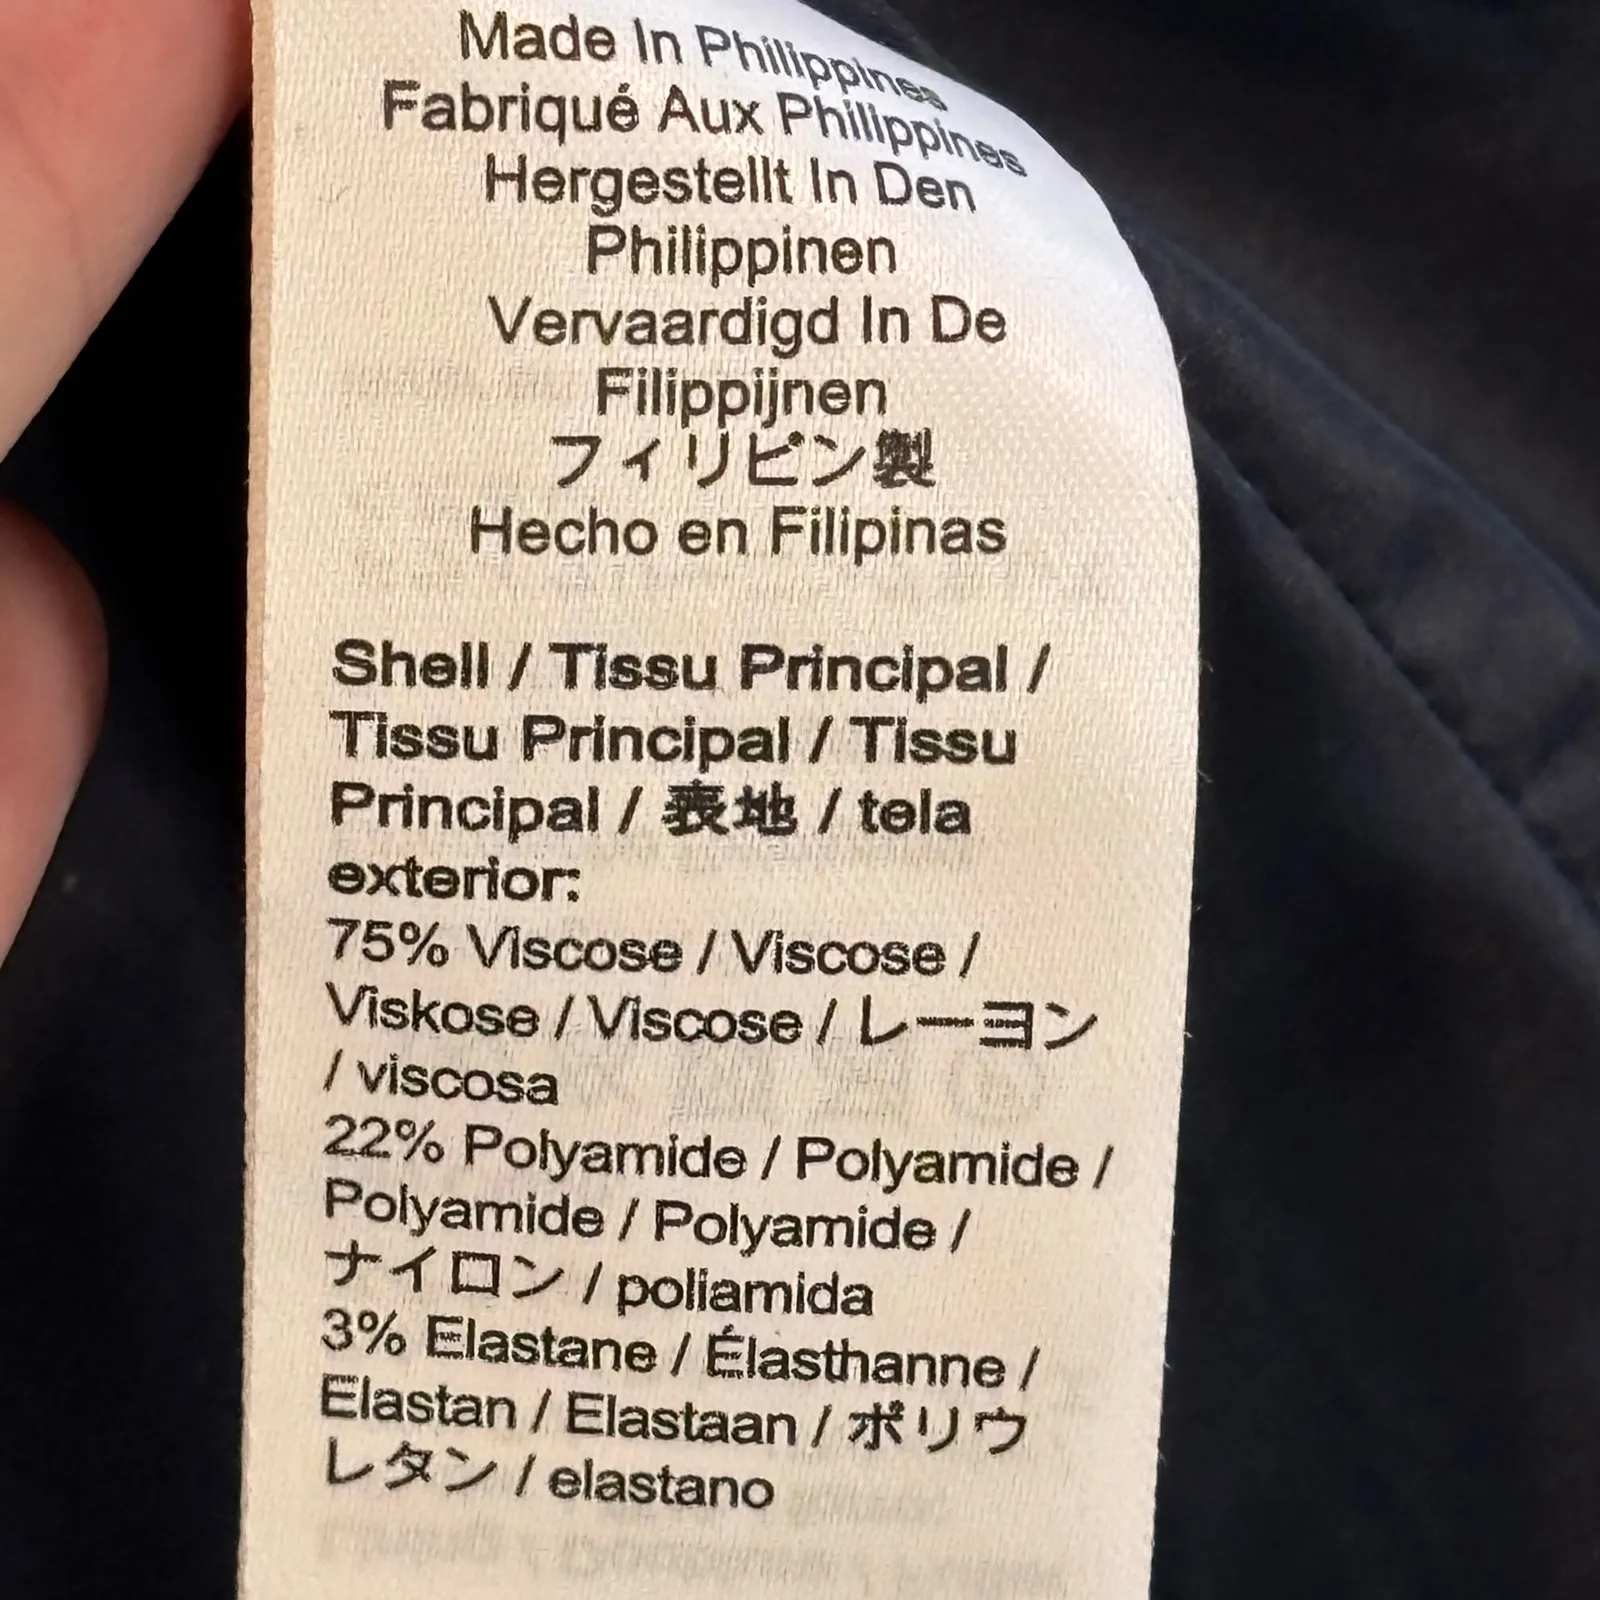 Made In Philippines
Fabriqué Aux Philippines
Hergestellt In Den
Philippinen
Vervaardigd In De
Filippijnen
フィリピン製
Hecho en Filipinas
Shell / Tissu Principal /
Tissu Principal / Tissu
Principal / 表地 / tela
exterior:
75% Viscose / Viscose /
Viskose / Viscose / レーヨン
/ viscosa
22% Polyamide / Polyamide /
Polyamide / Polyamide /
ナイロン / poliamida
3% Elastane / Élasthanne /
Elastan / Elastaan / ポリウ
レタン / elastano